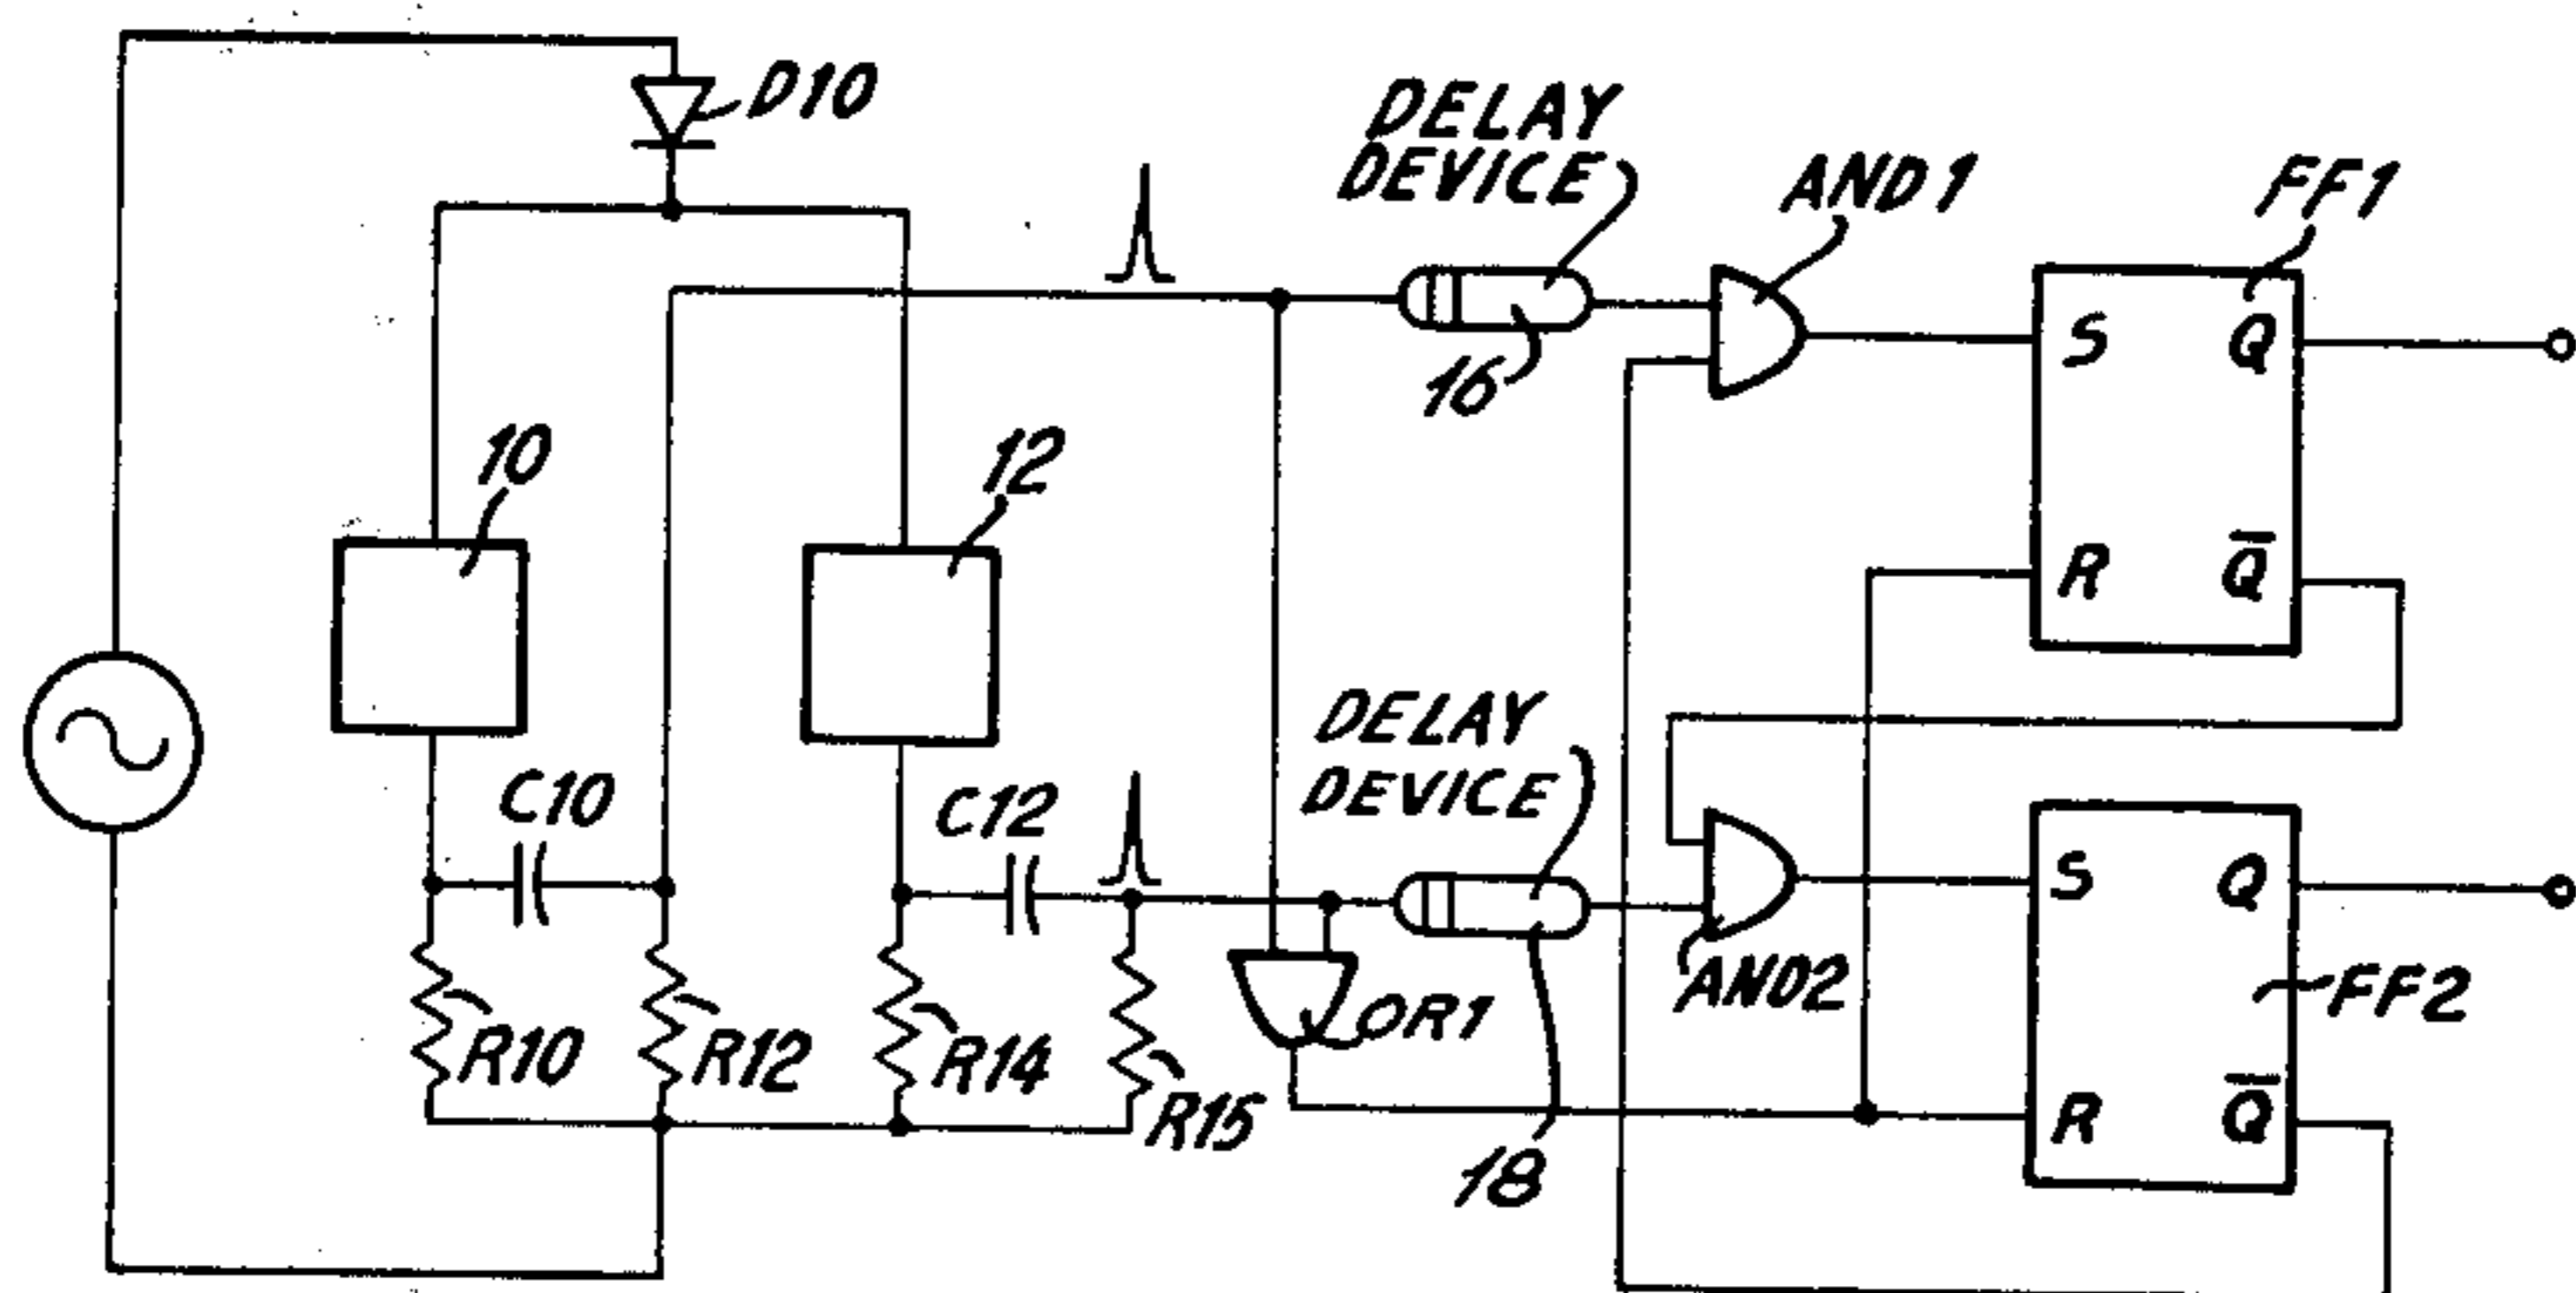 D10
DELAY
DEVICE
16
AND1
FF1
S
Q
R
Q̅
10
12
C10
C12
DELAY
DEVICE
18
AND2
OR1
FF2
S
Q
R
Q̅
R10
R12
R14
R15